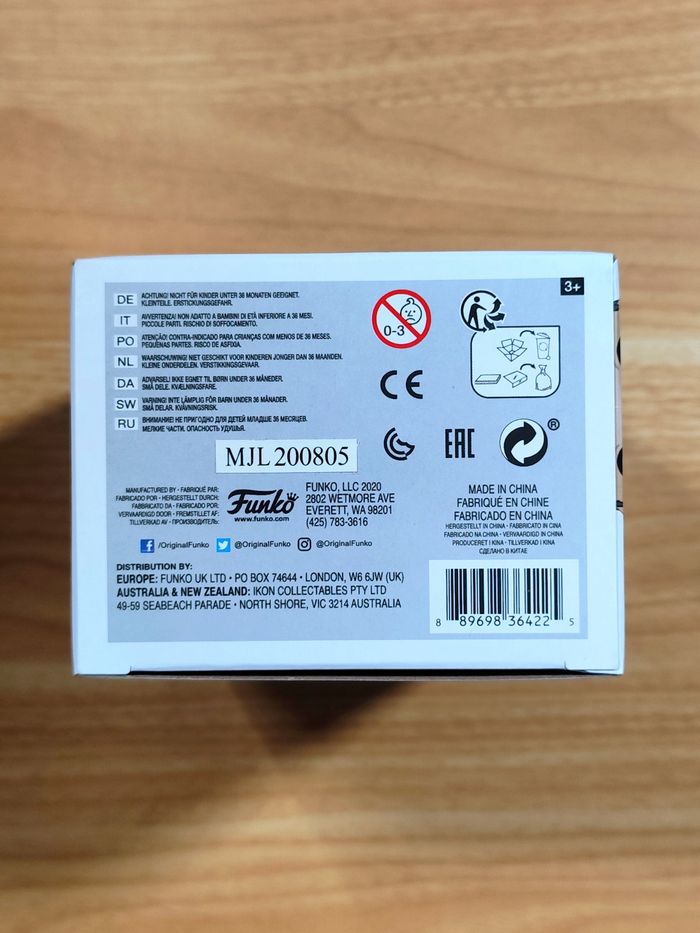 3+
DE ACHTUNG! NICHT FÜR KINDER UNTER 36 MONATEN GEEIGNET.
KLEINTEILE. ERSTICKUNGSGEFAHR.
IT AVVERTENZA! NON ADATTO A BAMBINI DI ETÀ INFERIORE A 36 MESI.
PICCOLE PARTI. RISCHIO DI SOFFOCAMENTO.
PO ATENÇÃO! CONTRA-INDICADO PARA CRIANÇAS COM MENOS DE 36 MESES.
PEQUENAS PARTES. RISCO DE ASFIXIA.
NL WAARSCHUWING! NIET GESCHIKT VOOR KINDEREN JONGER DAN 36 MAANDEN.
KLEINE ONDERDELEN. VERSTIKKINGSGEVAAR.
DA ADVARSEL! IKKE EGNET TIL BØRN UNDER 36 MÅNEDER.
SMÅ DELE. KVÆLNINGSFARE.
SW VARNING! INTE LÄMPLIG FÖR BARN UNDER 36 MÅNADER.
SMÅ DELAR. KVÄVNINGSRISK.
RU ВНИМАНИЕ! НЕ ПРИГОДНО ДЛЯ ДЕТЕЙ МЛАДШЕ 36 МЕСЯЦЕВ.
МЕЛКИЕ ЧАСТИ. ОПАСНОСТЬ УДУШЬЯ.
0-3
CE
EAC
®
MJL 200805
MANUFACTURED BY • FABRIQUÉ PAR:
FABRICADO POR • HERGESTELLT DURCH:
FABBRICATO DA • FABRICADO POR:
VERVAARDIGD DOOR • FREMSTILLET AF:
TILLVERKAD AV • ПРОИЗВОДИТЕЛЬ:
Funko
www.funko.com
FUNKO, LLC 2020
2802 WETMORE AVE
EVERETT, WA 98201
(425) 783-3616
MADE IN CHINA
FABRIQUÉ EN CHINE
FABRICADO EN CHINA
HERGESTELLT IN CHINA • FABBRICATO IN CINA
FABRICADO NA CHINA • VERVAARDIGD IN CHINA
PRODUCERET I KINA • TILLVERKAD I KINA
СДЕЛАНО В КИТАЕ
/OriginalFunko @OriginalFunko @OriginalFunko
DISTRIBUTION BY:
EUROPE: FUNKO UK LTD • PO BOX 74644 • LONDON, W6 6JW (UK)
AUSTRALIA & NEW ZEALAND: IKON COLLECTABLES PTY LTD
49-59 SEABEACH PARADE • NORTH SHORE, VIC 3214 AUSTRALIA
8 89698 36422 5